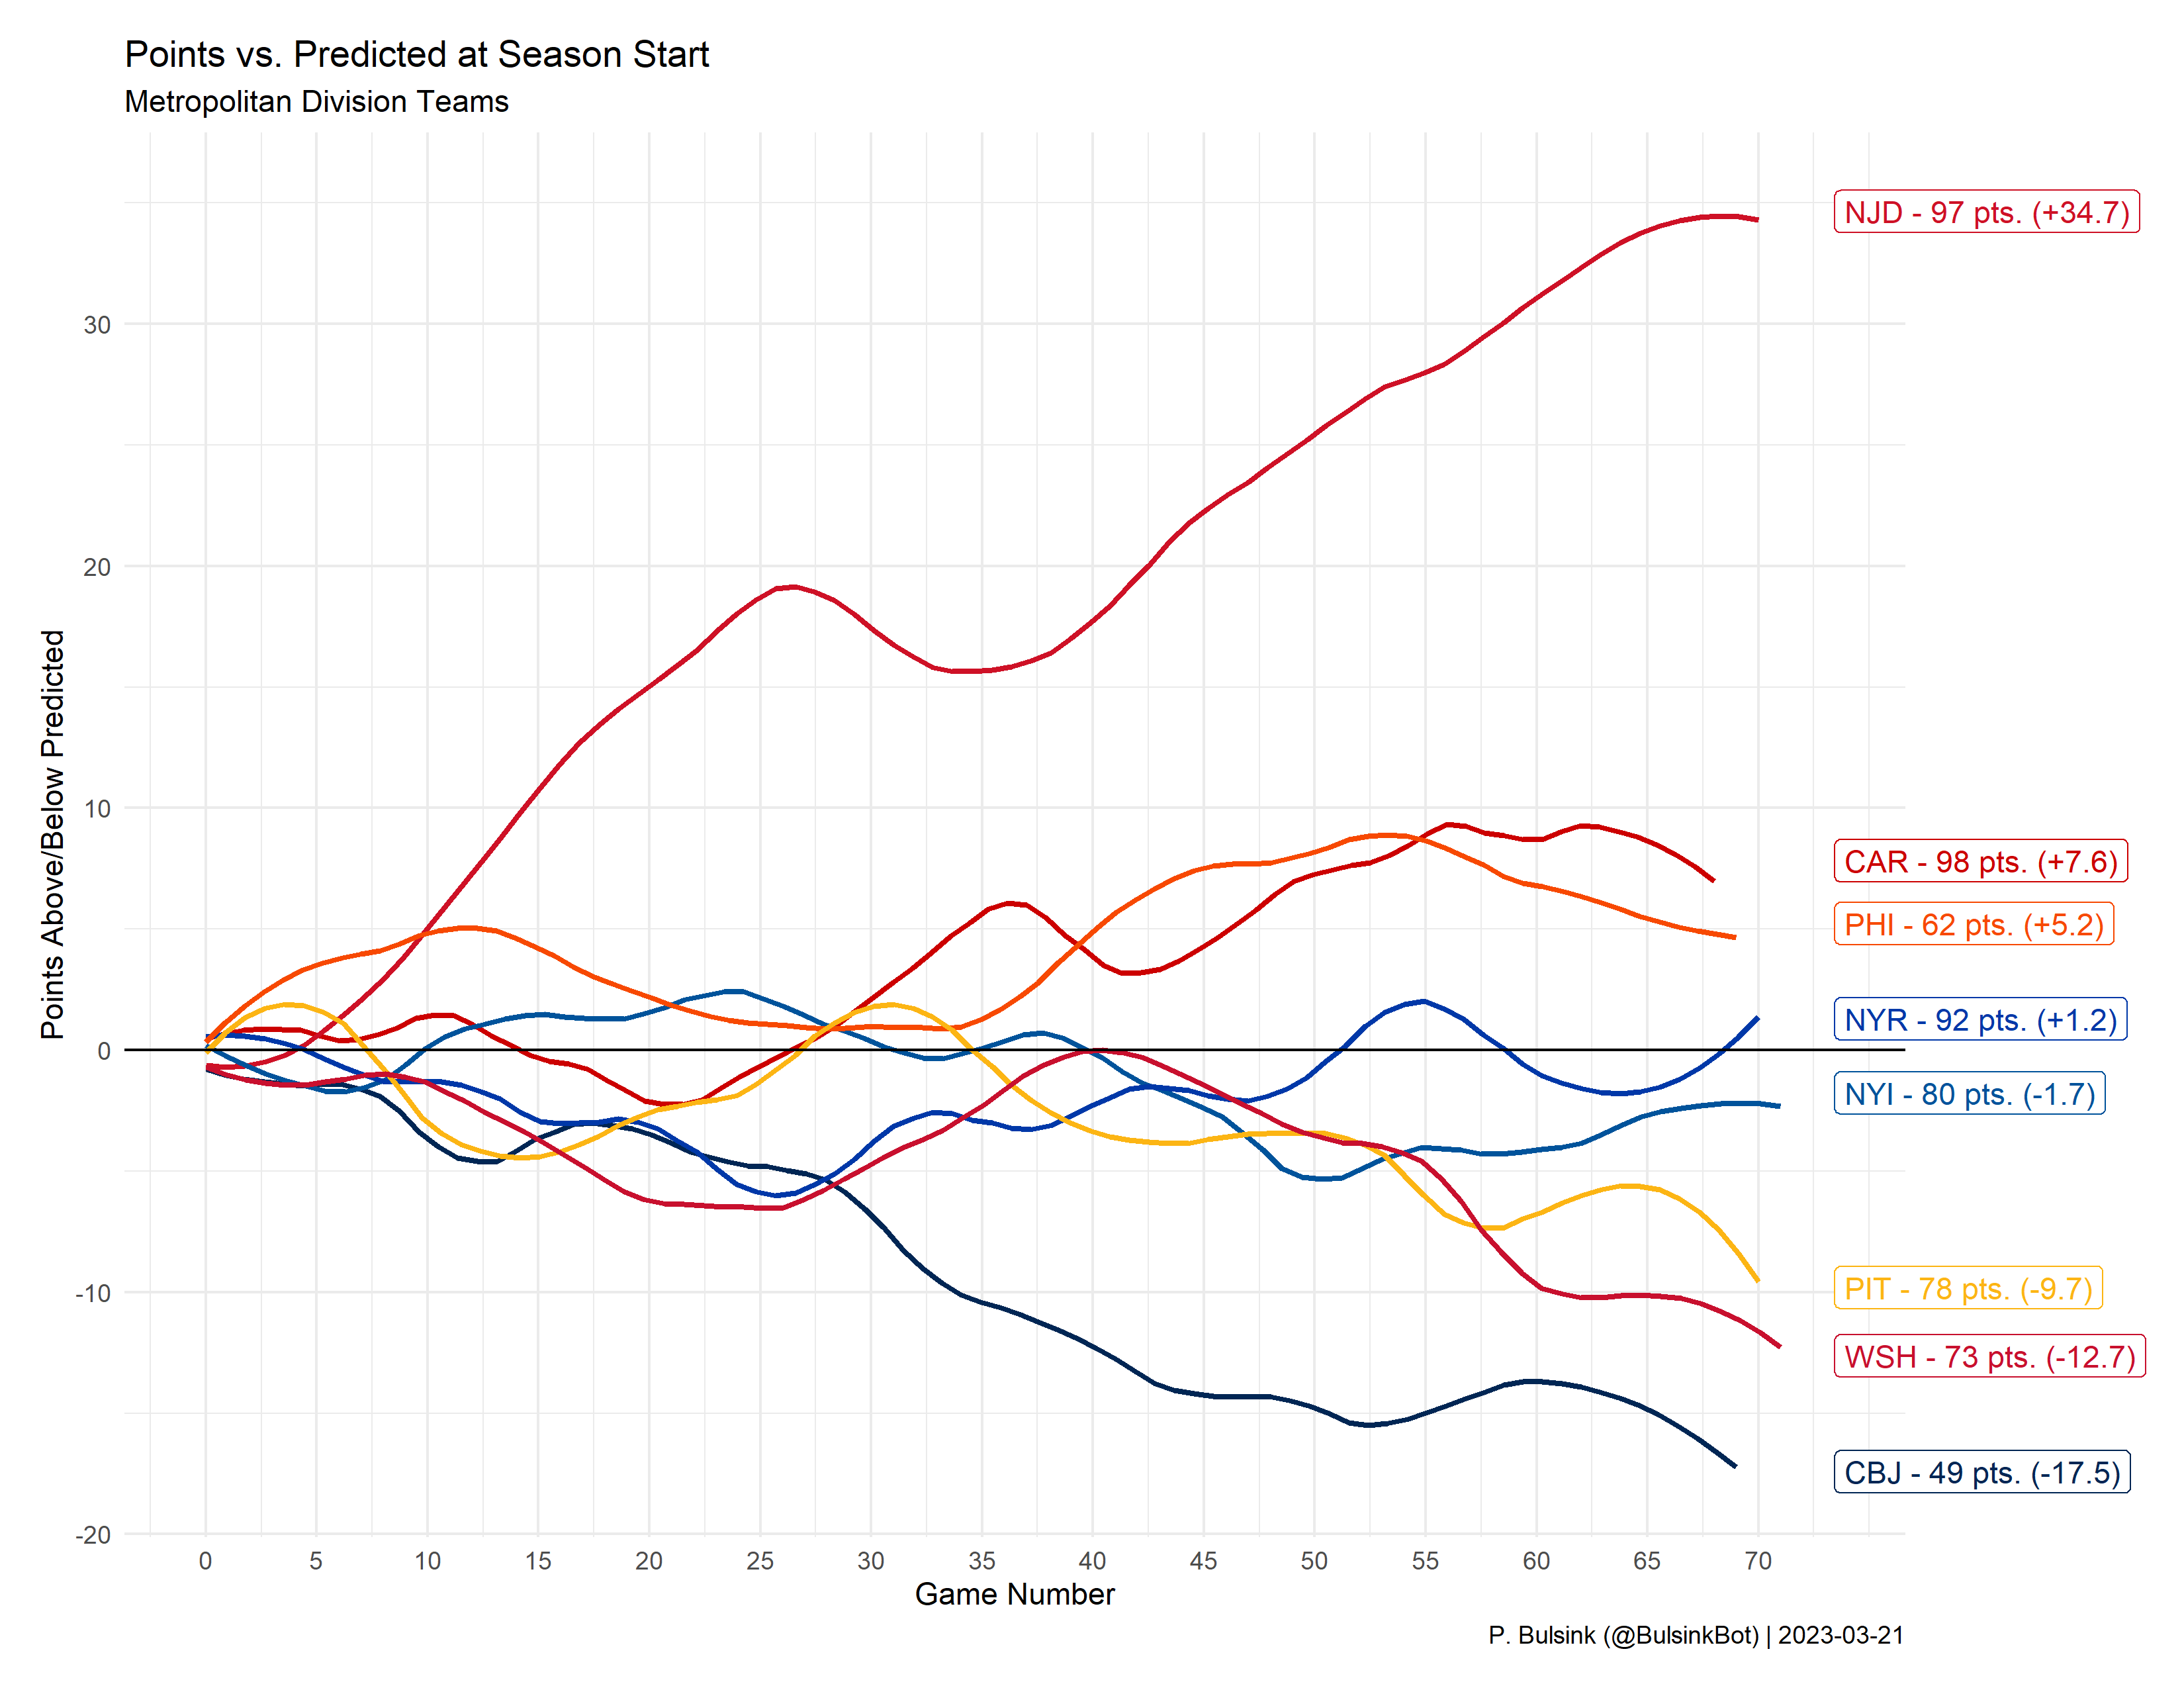 Points vs. Predicted at Season Start
Metropolitan Division Teams
Points Above/Below Predicted
30
20
10
0
-10
-20
NJD - 97 pts. (+34.7)
CAR - 98 pts. (+7.6)
PHI - 62 pts. (+5.2)
NYR - 92 pts. (+1.2)
NYI - 80 pts. (-1.7)
PIT - 78 pts. (-9.7)
WSH - 73 pts. (-12.7)
CBJ - 49 pts. (-17.5)
0 5 10 15 20 25 30 35 40 45 50 55 60 65 70
Game Number
P. Bulsink (@BulsinkBot) | 2023-03-21